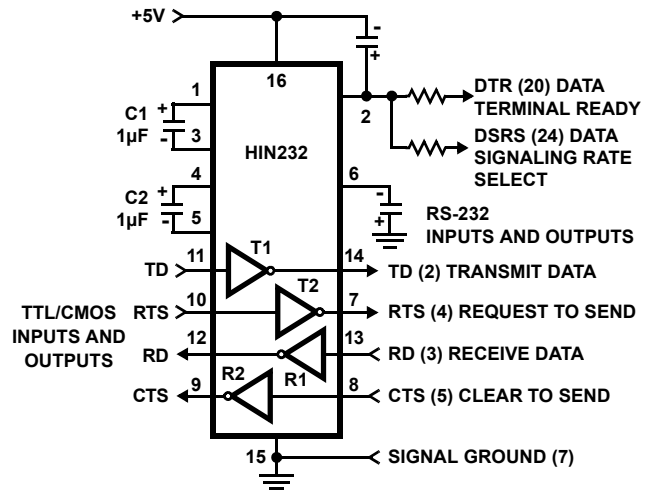 +5V
-
+
16
1
C1
+
1µF
-
3
HIN232
2
DTR (20) DATA
TERMINAL READY
DSRS (24) DATA
SIGNALING RATE
SELECT
4
C2
+
1µF
-
5
6
-
+
RS-232
INPUTS AND OUTPUTS
TD
11
T1
14
TD (2) TRANSMIT DATA
TTL/CMOS
INPUTS AND
OUTPUTS
RTS
10
T2
7
RTS (4) REQUEST TO SEND
RD
12
R1
13
RD (3) RECEIVE DATA
CTS
9
R2
8
CTS (5) CLEAR TO SEND
15
SIGNAL GROUND (7)